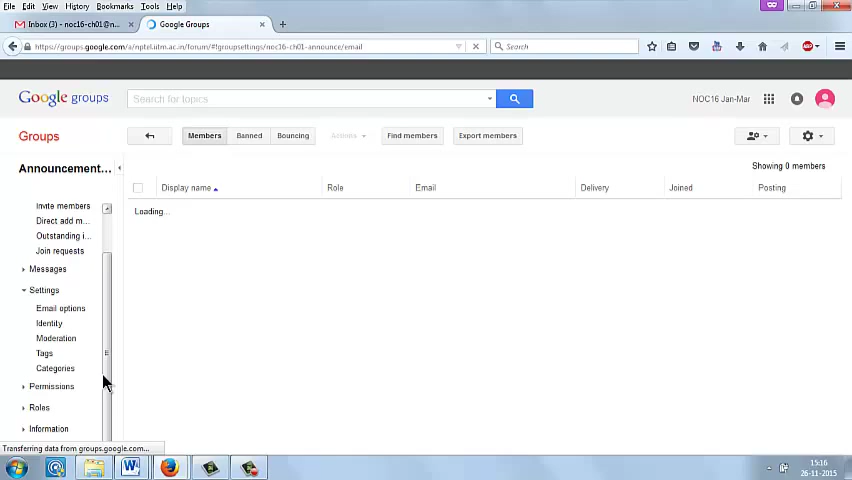 File Edit View History Bookmarks Tools Help
Inbox (3) - noc16-ch01@n... × Google Groups ×
https://groups.google.com/a/nptel.iitm.ac.in/forum/#!groupsettings/noc16-ch01-announce/email Search
Google groups Search for topics NOC16 Jan-Mar
Groups Members Banned Bouncing Actions Find members Export members
Announcement... Showing 0 members
Display name Role Email Delivery Joined Posting
Loading...
Invite members
Direct add m...
Outstanding i...
Join requests
Messages
Settings
Email options
Identity
Moderation
Tags
Categories
Permissions
Roles
Information
Transferring data from groups.google.com...
15:16
26-11-2015